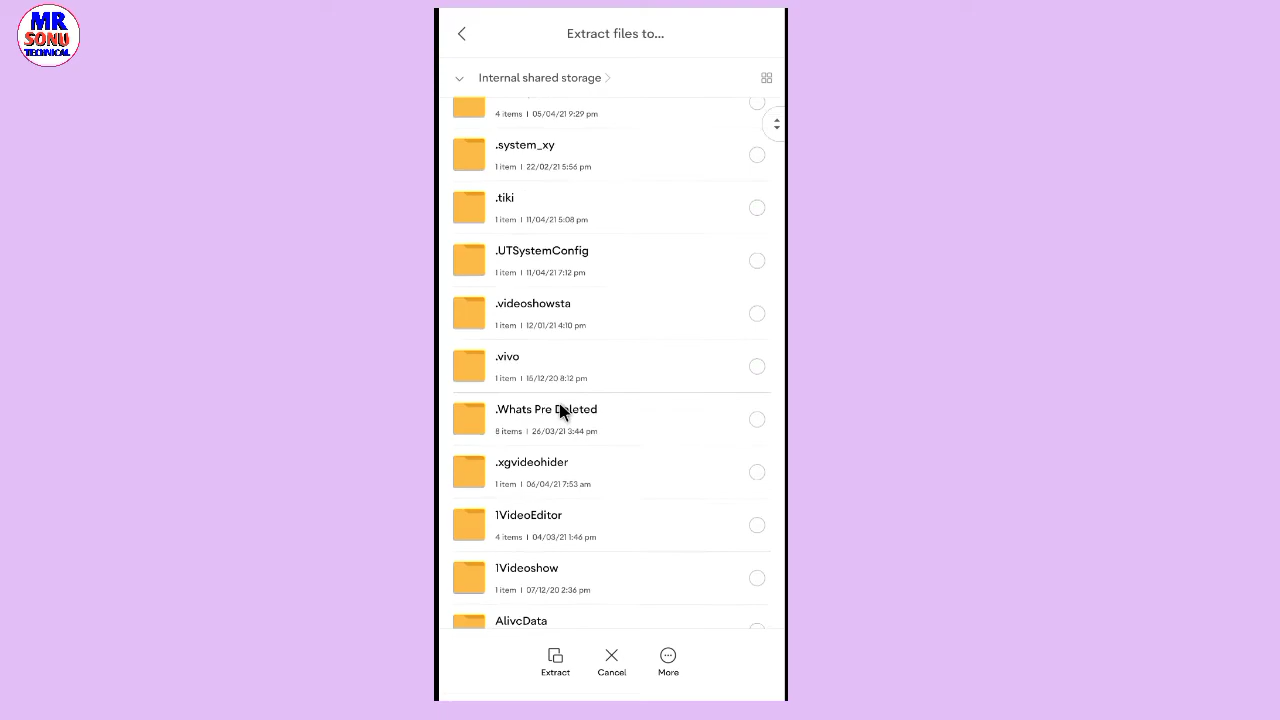 MR
SONU
TECHNICAL
Extract files to...
Internal shared storage
4 items | 05/04/21 9:29 pm
.system_xy
1 item | 22/02/21 5:56 pm
.tiki
1 item | 11/04/21 5:08 pm
.UTSystemConfig
1 item | 11/04/21 7:12 pm
.videoshowsta
1 item | 12/01/21 4:10 pm
.vivo
1 item | 15/12/20 8:12 pm
.Whats Pre Deleted
8 items | 26/03/21 3:44 pm
.xgvideohider
1 item | 06/04/21 7:53 am
1VideoEditor
4 items | 04/03/21 1:46 pm
1Videoshow
1 item | 07/12/20 2:36 pm
AlivcData
Extract
Cancel
More